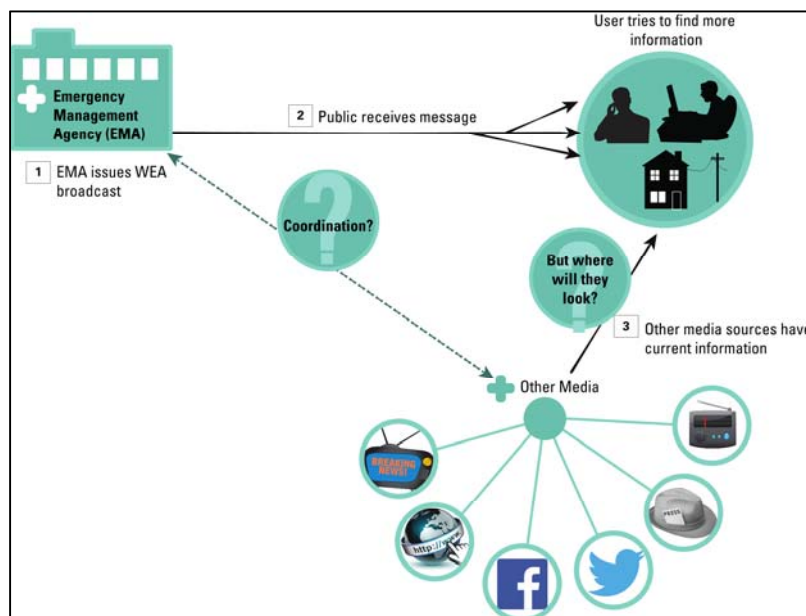 User tries to find more
information
Emergency
Management
Agency (EMA)
2 Public receives message
1 EMA issues WEA
broadcast
Coordination?
But where
will they
look?
3 Other media sources have
current information
Other Media
BREAKING
NEWS!
http://www
PRESS